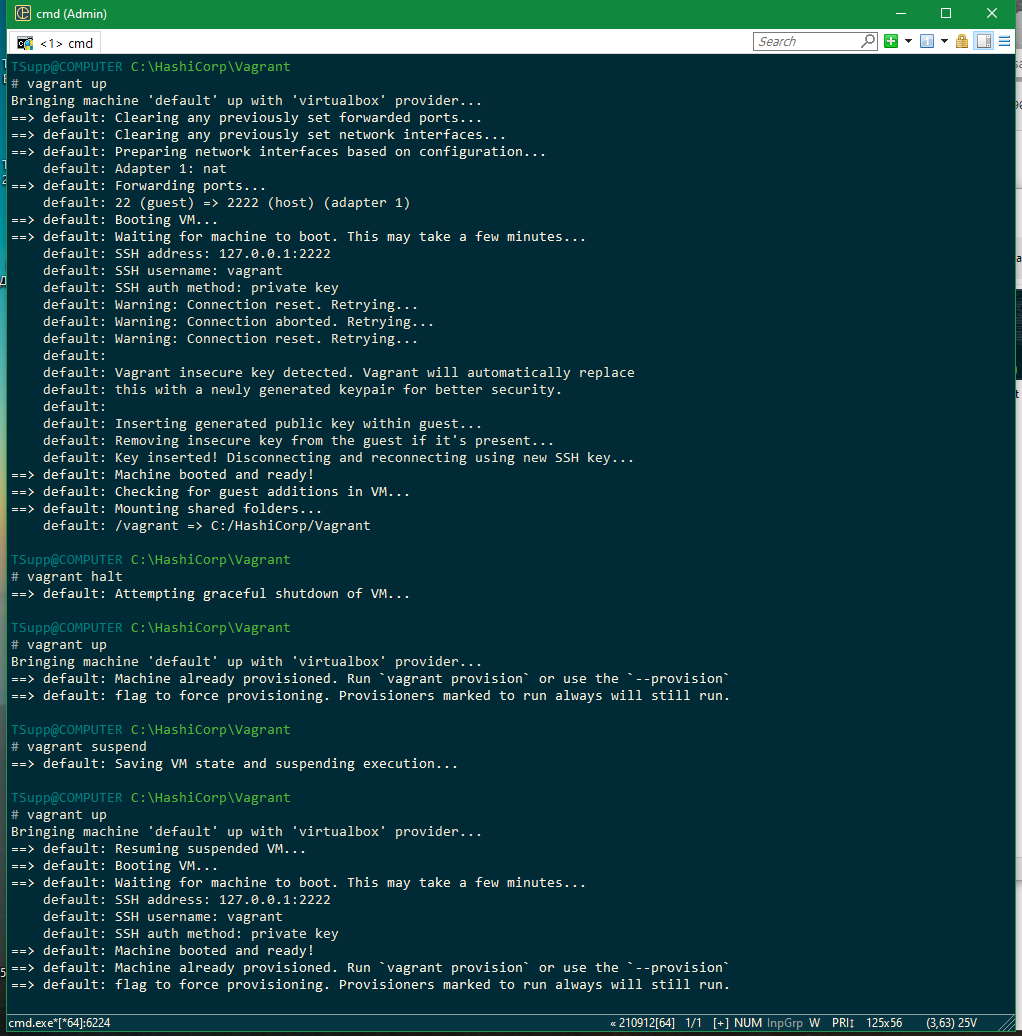 cmd (Admin)
<1> cmd
Search
TSupp@COMPUTER C:\HashiCorp\Vagrant
# vagrant up
Bringing machine 'default' up with 'virtualbox' provider...
==> default: Clearing any previously set forwarded ports...
==> default: Clearing any previously set network interfaces...
==> default: Preparing network interfaces based on configuration...
    default: Adapter 1: nat
==> default: Forwarding ports...
    default: 22 (guest) => 2222 (host) (adapter 1)
==> default: Booting VM...
==> default: Waiting for machine to boot. This may take a few minutes...
    default: SSH address: 127.0.0.1:2222
    default: SSH username: vagrant
    default: SSH auth method: private key
    default: Warning: Connection reset. Retrying...
    default: Warning: Connection aborted. Retrying...
    default: Warning: Connection reset. Retrying...
    default:
    default: Vagrant insecure key detected. Vagrant will automatically replace
    default: this with a newly generated keypair for better security.
    default:
    default: Inserting generated public key within guest...
    default: Removing insecure key from the guest if it's present...
    default: Key inserted! Disconnecting and reconnecting using new SSH key...
==> default: Machine booted and ready!
==> default: Checking for guest additions in VM...
==> default: Mounting shared folders...
    default: /vagrant => C:/HashiCorp/Vagrant
TSupp@COMPUTER C:\HashiCorp\Vagrant
# vagrant halt
==> default: Attempting graceful shutdown of VM...
TSupp@COMPUTER C:\HashiCorp\Vagrant
# vagrant up
Bringing machine 'default' up with 'virtualbox' provider...
==> default: Machine already provisioned. Run `vagrant provision` or use the `--provision`
==> default: flag to force provisioning. Provisioners marked to run always will still run.
TSupp@COMPUTER C:\HashiCorp\Vagrant
# vagrant suspend
==> default: Saving VM state and suspending execution...
TSupp@COMPUTER C:\HashiCorp\Vagrant
# vagrant up
Bringing machine 'default' up with 'virtualbox' provider...
==> default: Resuming suspended VM...
==> default: Booting VM...
==> default: Waiting for machine to boot. This may take a few minutes...
    default: SSH address: 127.0.0.1:2222
    default: SSH username: vagrant
    default: SSH auth method: private key
==> default: Machine booted and ready!
==> default: Machine already provisioned. Run `vagrant provision` or use the `--provision`
==> default: flag to force provisioning. Provisioners marked to run always will still run.
cmd.exe*[*64]:6224 « 210912[64] 1/1 [+] NUM InpGrp W PRI↕ 125x56 (3,63) 25V